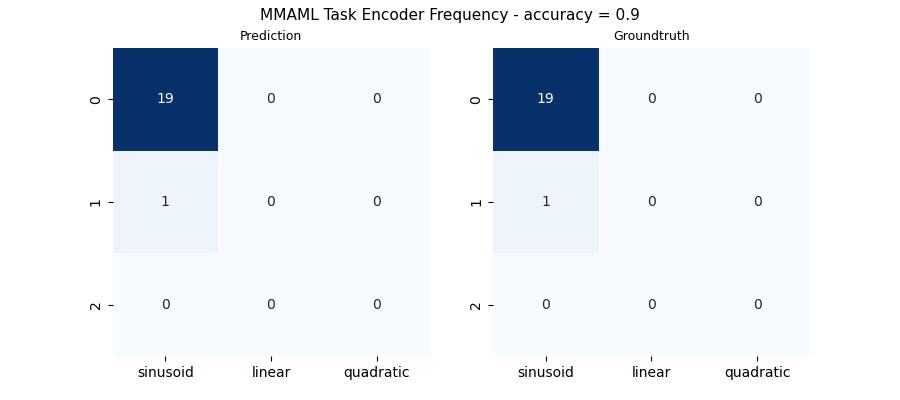 MMAML Task Encoder Frequency - accuracy = 0.9
Prediction
Groundtruth
0 19 0 0
0 19 0 0
1 1 0 0
1 1 0 0
2 0 0 0
2 0 0 0
sinusoid linear quadratic
sinusoid linear quadratic